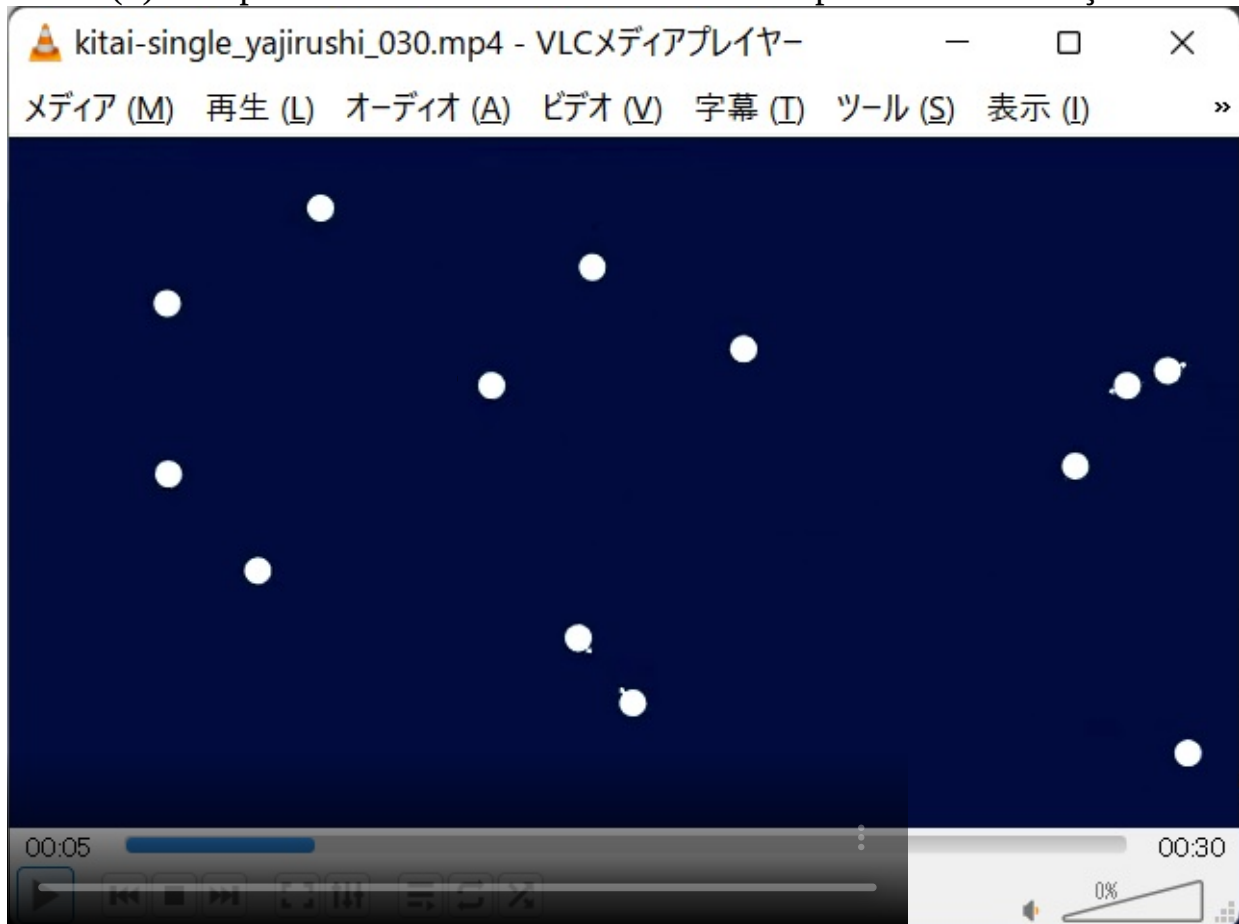 kitai-single_yajirushi_030.mp4 - VLCメディアプレイヤー
メディア (M) 再生 (L) オーディオ (A) ビデオ (V) 字幕 (T) ツール (S) 表示 (I) »
00:05 00:30
0%